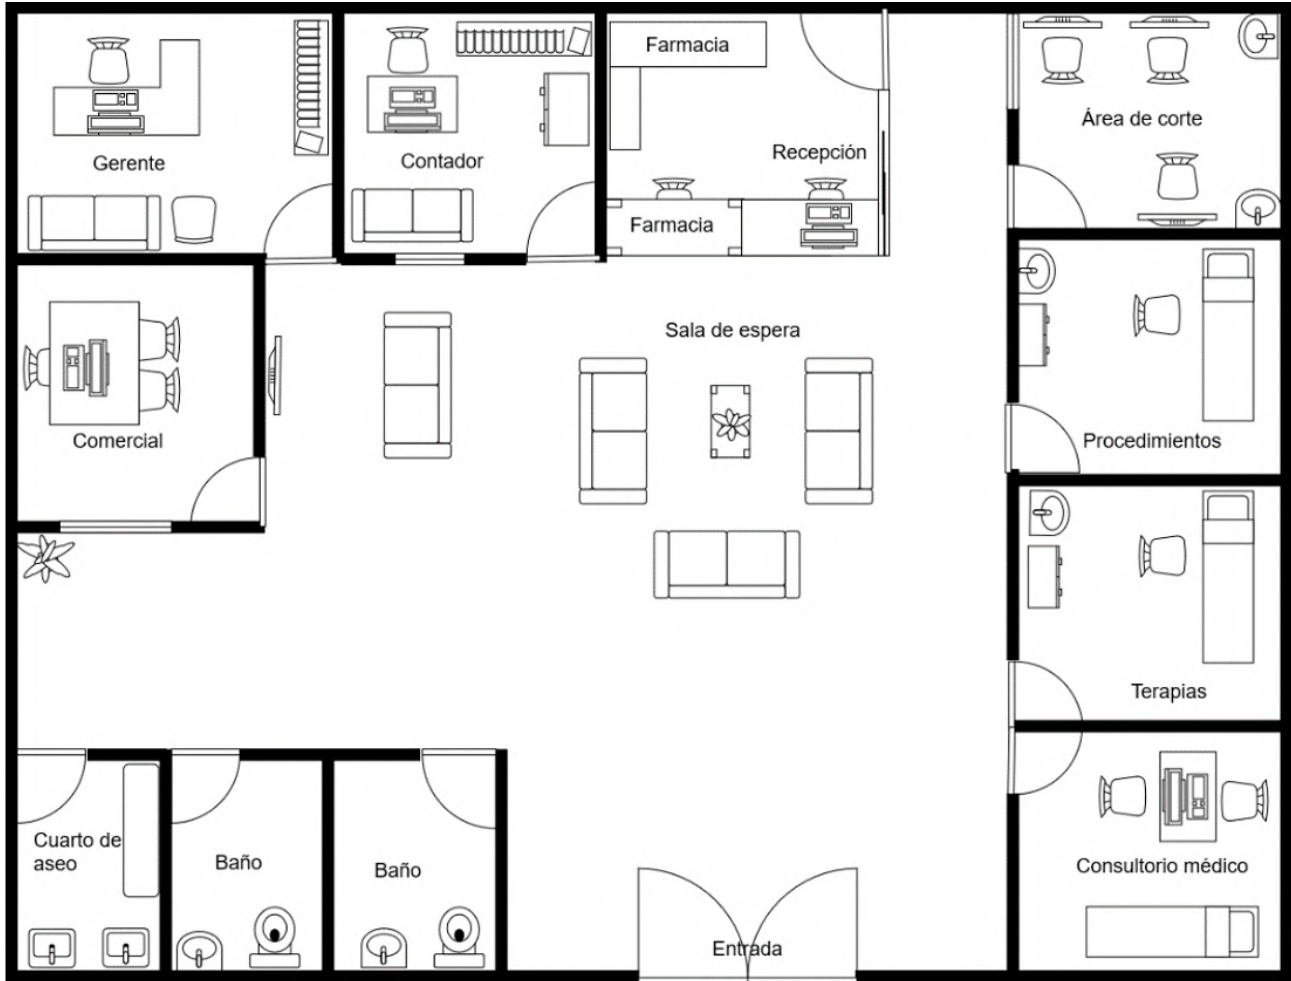 Farmacia
Área de corte
Gerente
Contador
Recepción
Farmacia
Sala de espera
Comercial
Procedimientos
Terapias
Cuarto de
aseo
Baño
Baño
Consultorio médico
Entrada